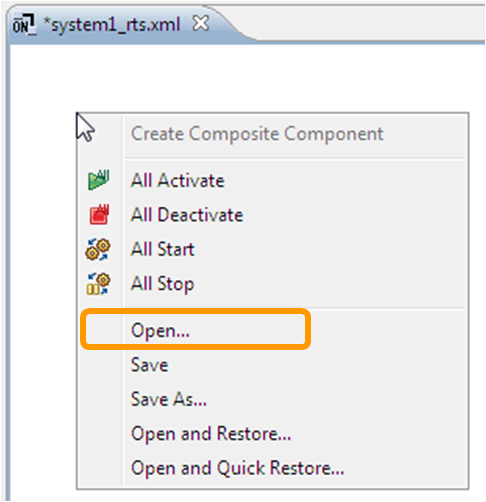 ON
*system1_rts.xml
Create Composite Component
All Activate
All Deactivate
All Start
All Stop
Open...
Save
Save As...
Open and Restore...
Open and Quick Restore...